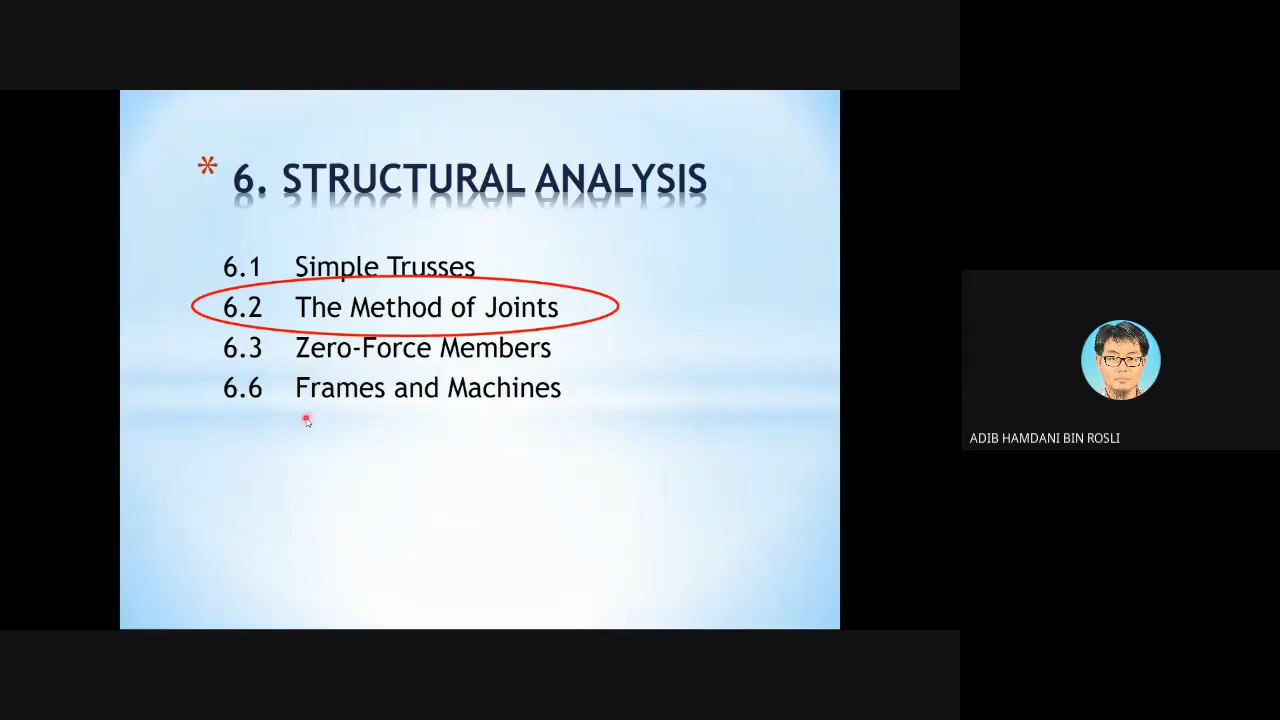 * 6. STRUCTURAL ANALYSIS
6.1 Simple Trusses
6.2 The Method of Joints
6.3 Zero-Force Members
6.6 Frames and Machines
ADIB HAMDANI BIN ROSLI